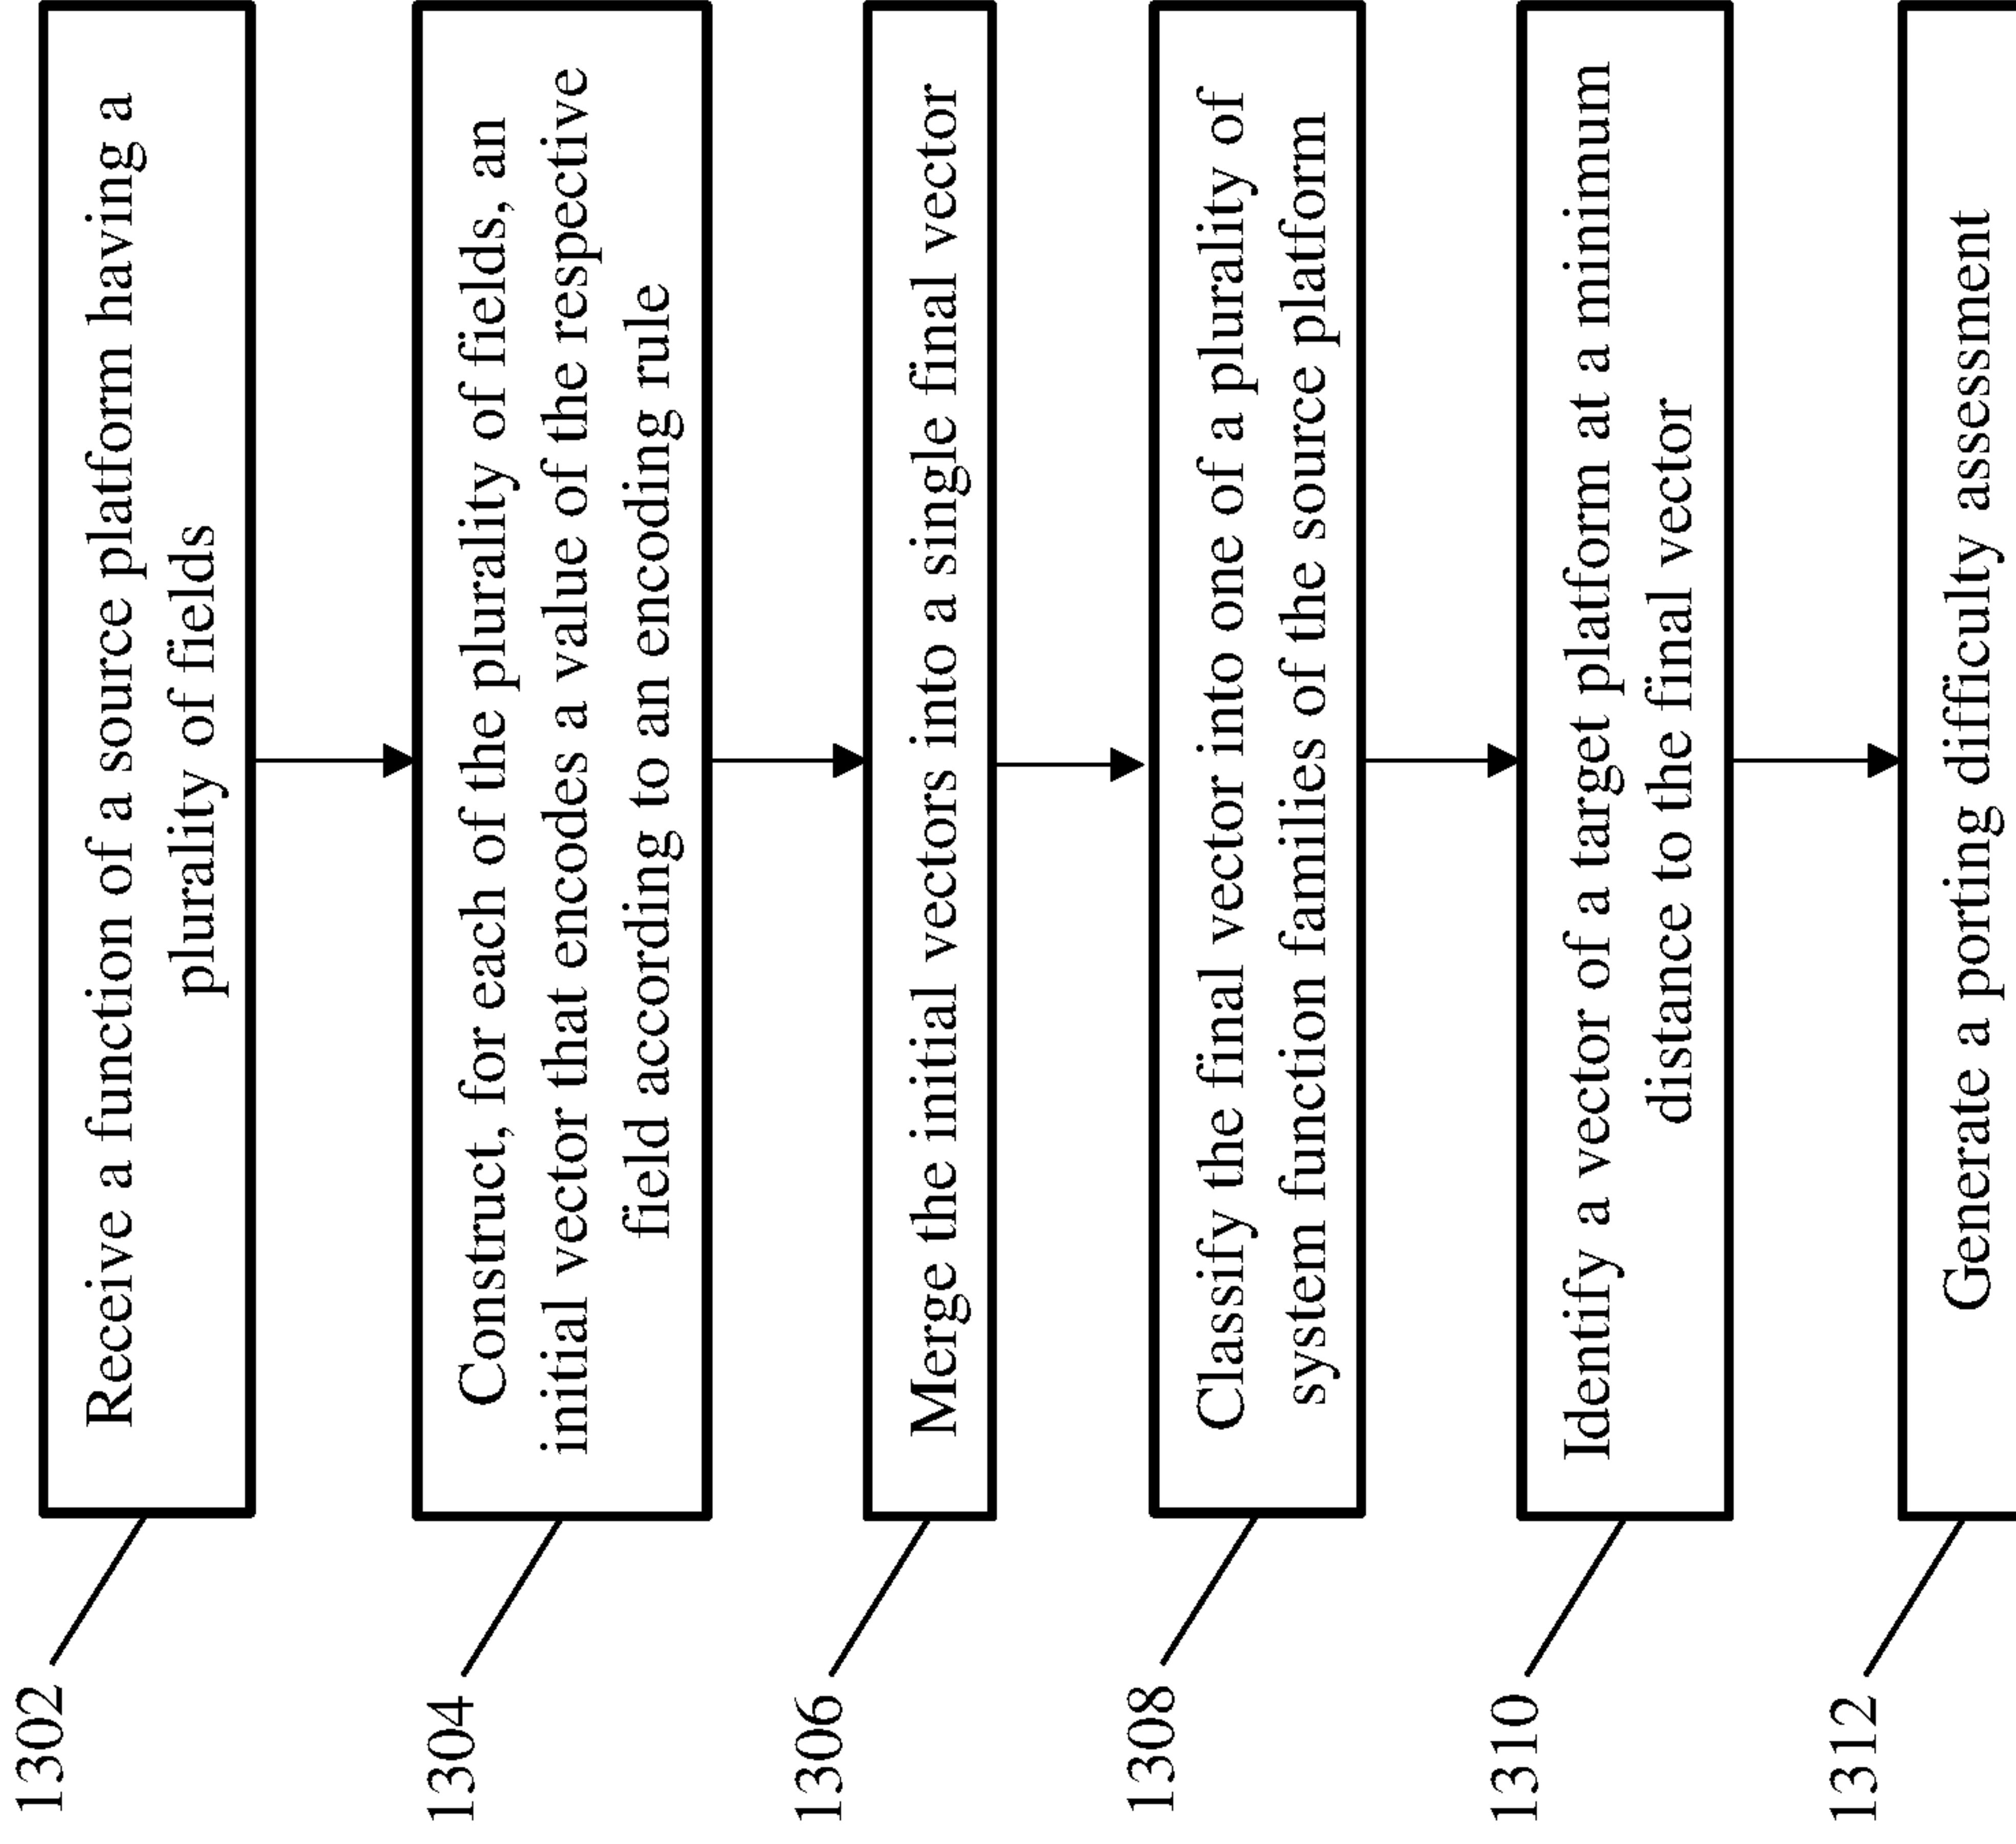 1302
Receive a function of a source platform having a
plurality of fields
1304
Construct, for each of the plurality of fields, an
initial vector that encodes a value of the respective
field according to an encoding rule
1306
Merge the initial vectors into a single final vector
1308
Classify the final vector into one of a plurality of
system function families of the source platform
1310
Identify a vector of a target platform at a minimum
distance to the final vector
1312
Generate a porting difficulty assessment